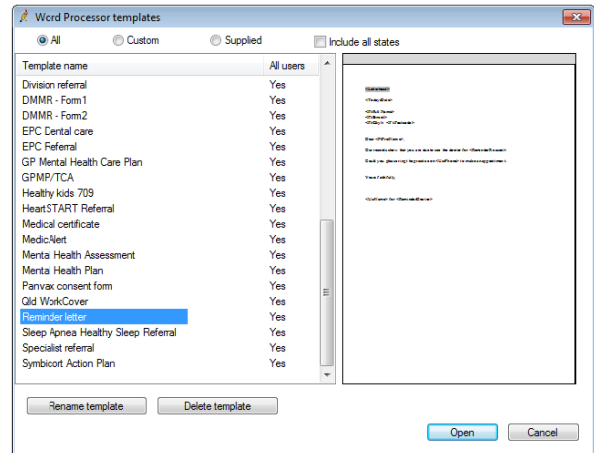 Word Processor templates
All Custom Supplied Include all states
Template name All users
Division referral Yes
DMMR - Form1 Yes
DMMR - Form2 Yes
EPC Dental care Yes
EPC Referral Yes
GP Mental Health Care Plan Yes
GPMP/TCA Yes
Healthy kids 709 Yes
HeartSTART Referral Yes
Medical certificate Yes
MedicAlert Yes
Mental Health Assessment Yes
Mental Health Plan Yes
Panvax consent form Yes
Qld WorkCover Yes
Reminder letter Yes
Sleep Apnea Healthy Sleep Referral Yes
Specialist referral Yes
Symbicort Action Plan Yes
Rename template Delete template
Open Cancel